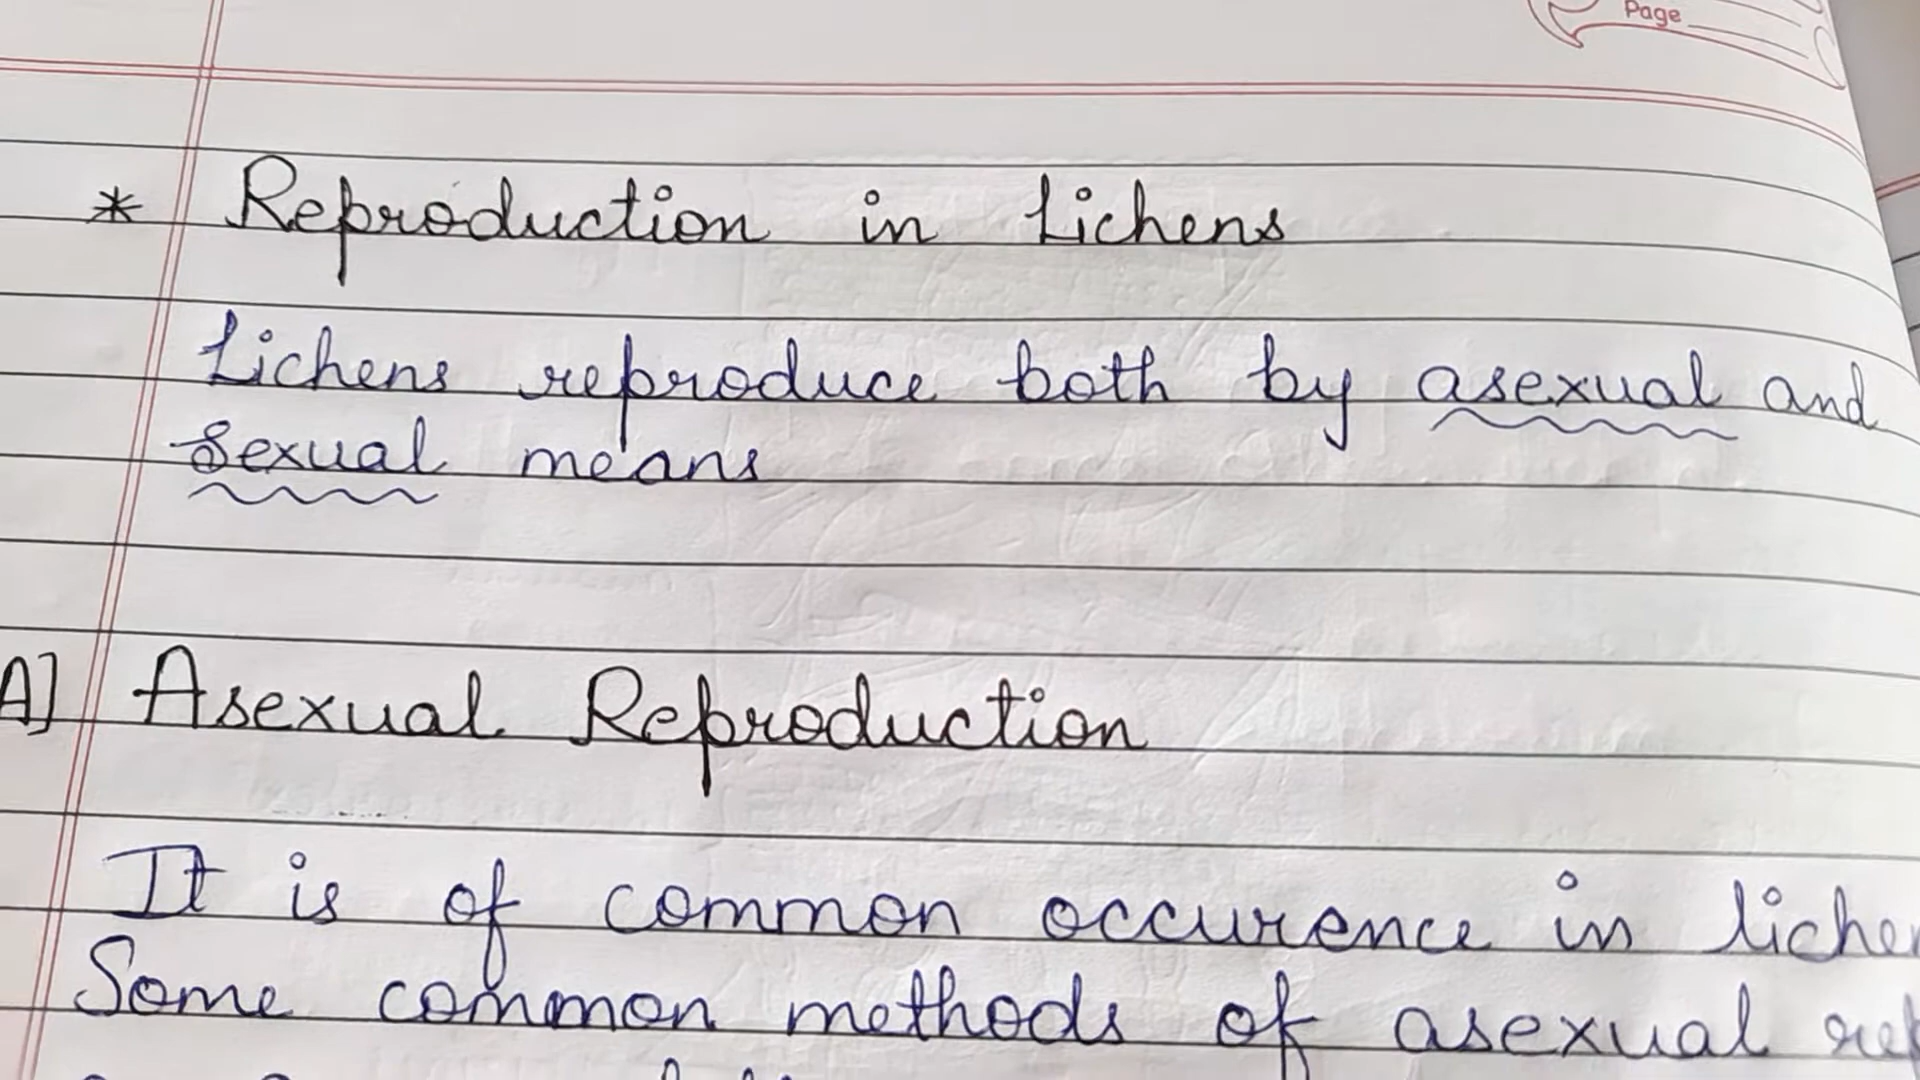 Page
* Reproduction in Lichens
Lichens reproduce both by asexual and
sexual means
A] Asexual Reproduction
It is of common occurence in
Some common methods of asexual